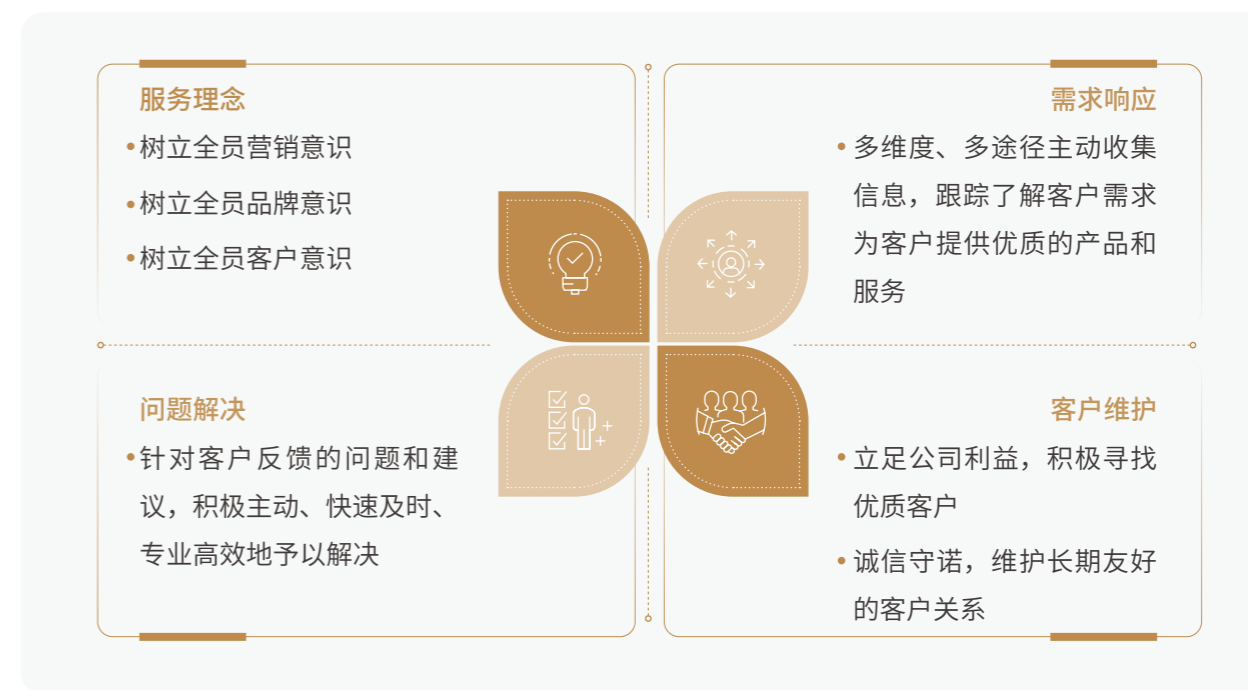 服务理念
•树立全员营销意识
•树立全员品牌意识
•树立全员客户意识
需求响应
•多维度、多途径主动收集
信息，跟踪了解客户需求
为客户提供优质的产品和
服务
问题解决
•针对客户反馈的问题和建
议，积极主动、快速及时、
专业高效地予以解决
客户维护
•立足公司利益，积极寻找
优质客户
•诚信守诺，维护长期友好
的客户关系